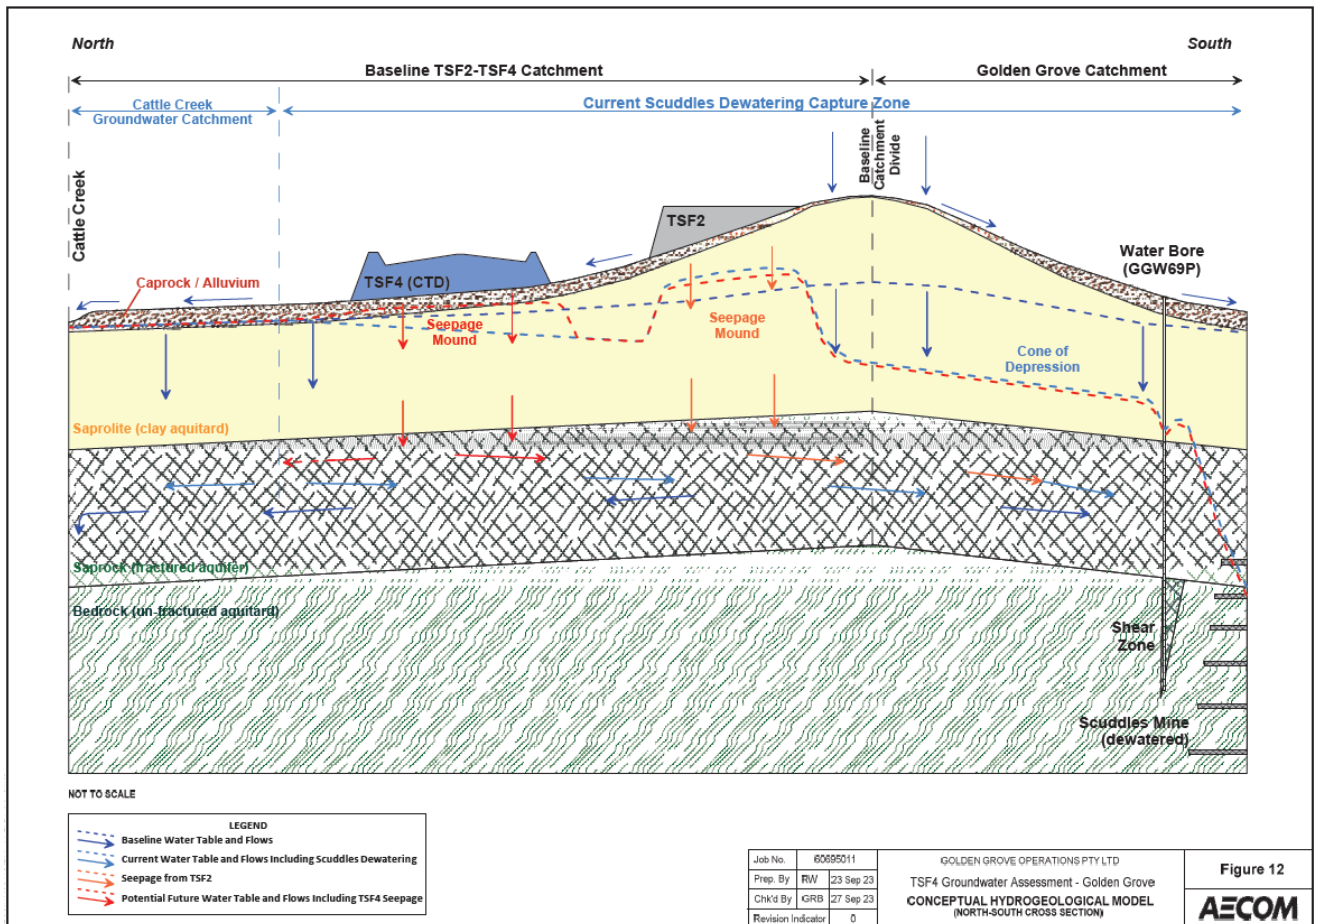 North
South
Baseline TSF2-TSF4 Catchment
Golden Grove Catchment
Cattle Creek
Groundwater Catchment
Current Scuddles Dewatering Capture Zone
Baseline
Catchment
Divide
Cattle Creek
TSF2
Water Bore
(GGW69P)
Caprock / Alluvium
TSF4 (CTD)
Seepage
Mound
Seepage
Mound
Cone of
Depression
Saprolite (clay aquitard)
Saprock (fractured aquifer)
Bedrock (un-fractured aquitard)
Shear
Zone
Scuddles Mine
(dewatered)
NOT TO SCALE
LEGEND
Baseline Water Table and Flows
Current Water Table and Flows Including Scuddles Dewatering
Seepage from TSF2
Potential Future Water Table and Flows Including TSF4 Seepage
Job No. 60695011
Prep. By RW 23 Sep 23
Chk'd By GRB 27 Sep 23
Revision Indicator 0
GOLDEN GROVE OPERATIONS PTY LTD
TSF4 Groundwater Assessment - Golden Grove
CONCEPTUAL HYDROGEOLOGICAL MODEL
(NORTH-SOUTH CROSS SECTION)
Figure 12
AECOM